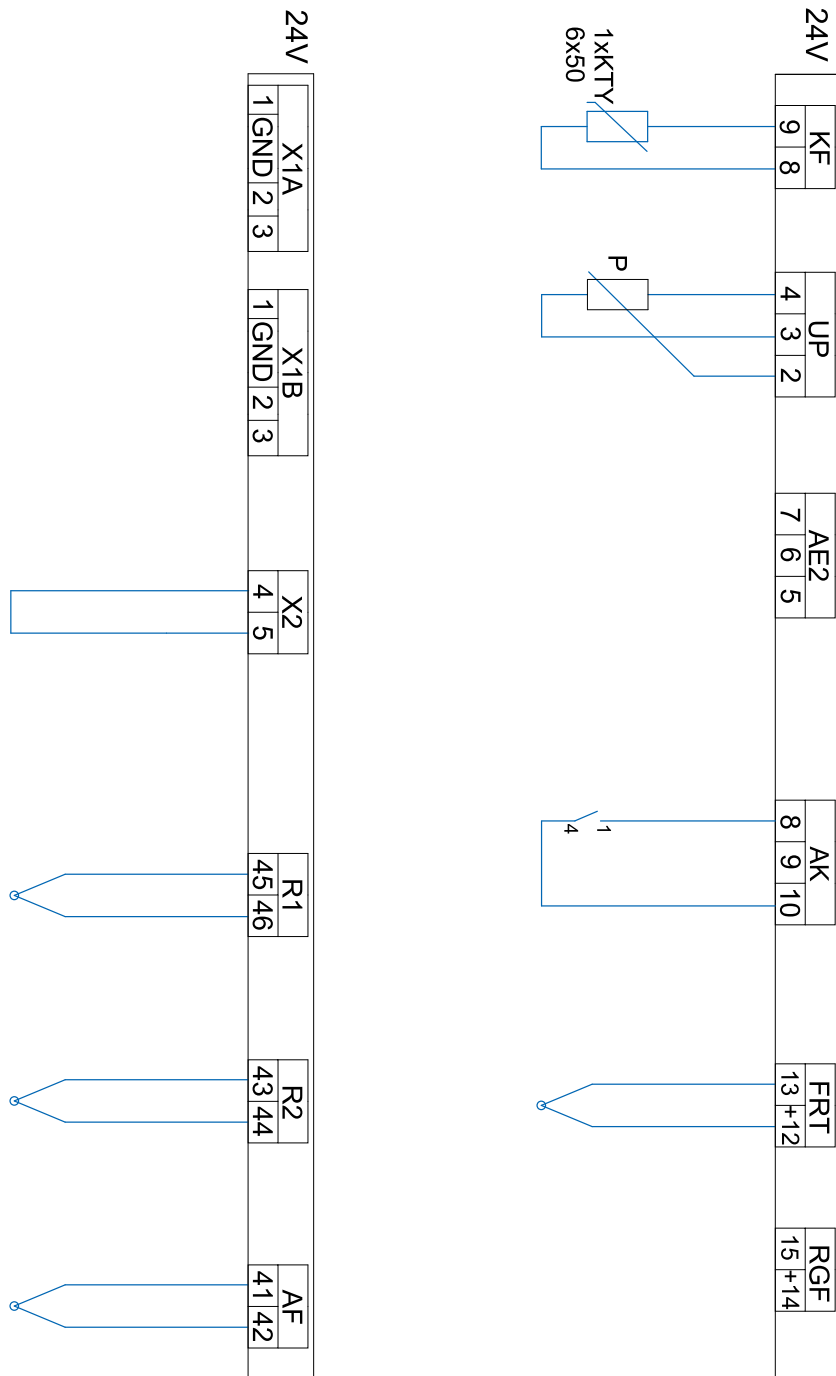 24V
KF
9 8
1xKTY
6x50
UP
4 3 2
P
AE2
7 6 5
AK
8 9 10
1
4
FRT
13 +12
RGF
15 +14
24V
X1A
1 GND 2 3
X1B
1 GND 2 3
X2
4 5
R1
45 46
R2
43 44
AF
41 42